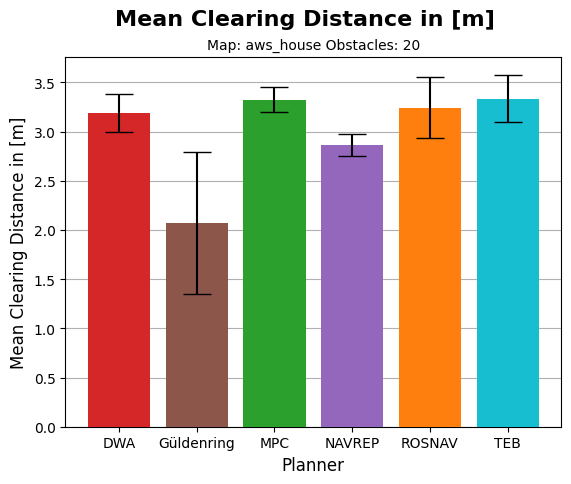 Mean Clearing Distance in [m]
Map: aws_house Obstacles: 20
Mean Clearing Distance in [m]
3.5
3.0
2.5
2.0
1.5
1.0
0.5
0.0
DWA Güldenring MPC NAVREP ROSNAV TEB
Planner